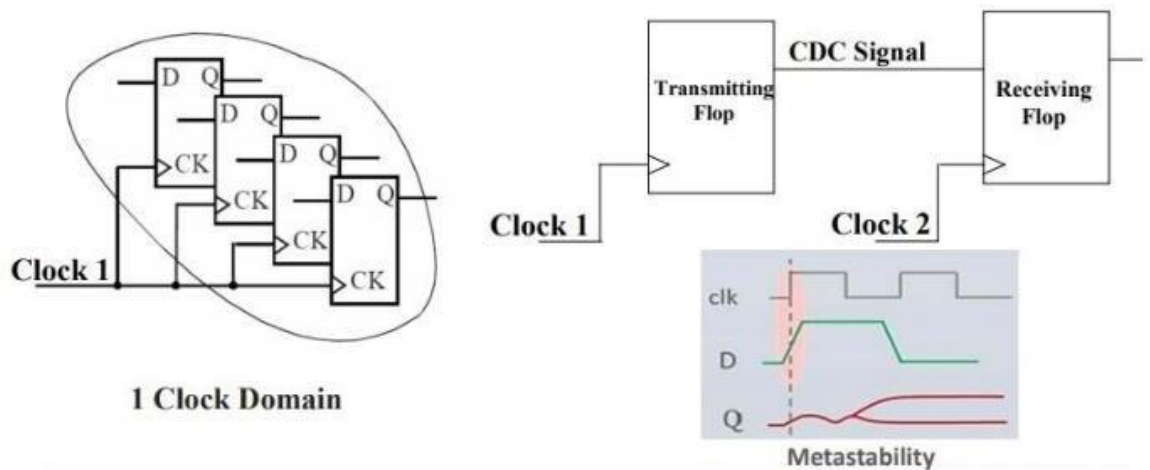 D Q
CK
D Q
CK
D Q
CK
D Q
CK
Clock 1
1 Clock Domain
Transmitting
Flop
CDC Signal
Receiving
Flop
Clock 1
Clock 2
clk
D
Q
Metastability